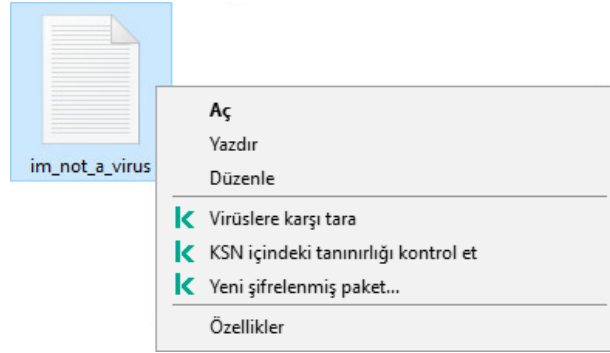 im_not_a_virus
Aç
Yazdır
Düzenle
Virüslere karşı tara
KSN içindeki tanınırlığı kontrol et
Yeni şifrelenmiş paket...
Özellikler